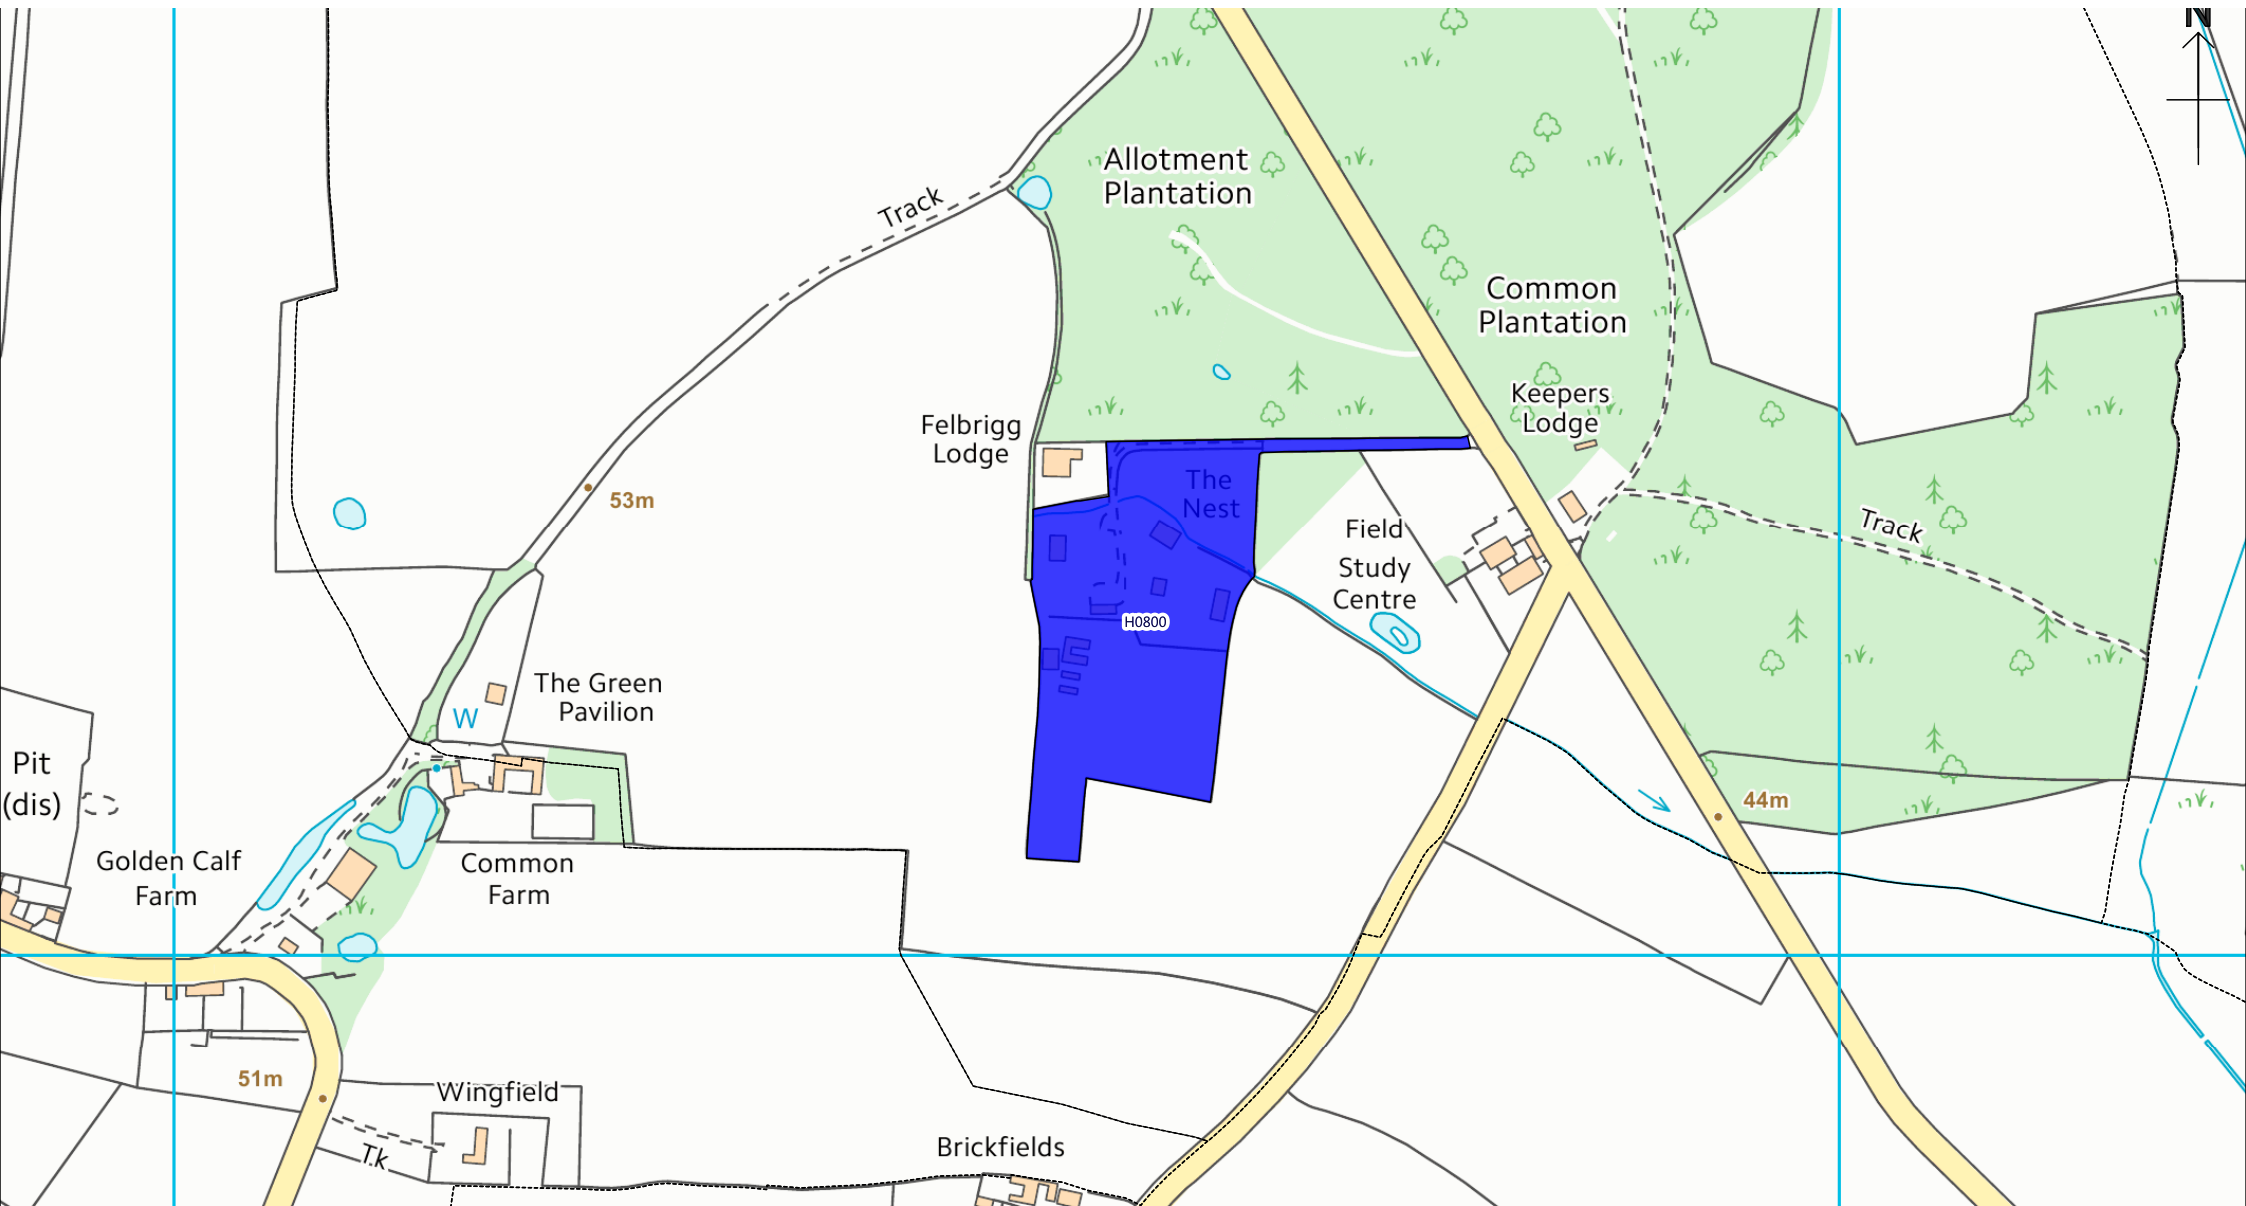 N
Allotment
Plantation
Track
Common
Plantation
Keepers
Lodge
Felbrigg
Lodge
The
Nest
53m
Field
Study
Centre
Track
H0800
The Green
Pavilion
W
Pit
(dis)
44m
Golden Calf
Farm
Common
Farm
51m
Wingfield
Tk
Brickfields